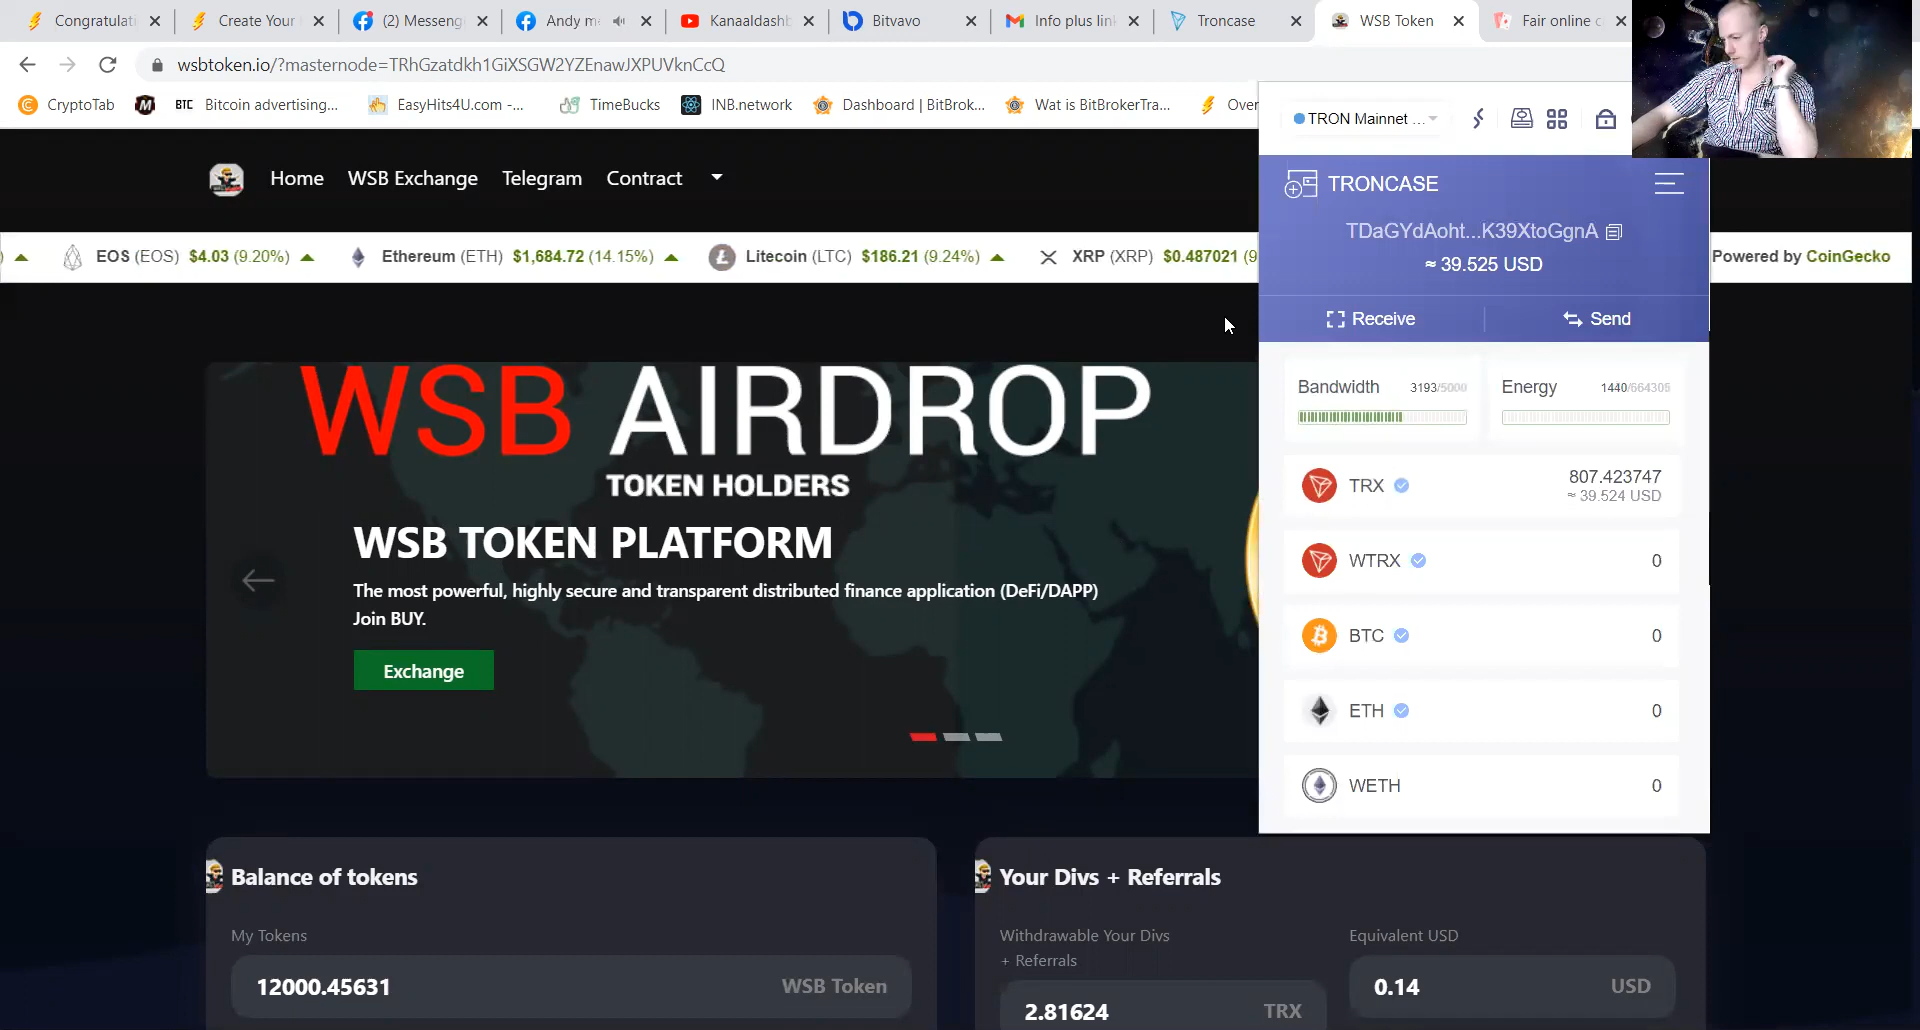 Congratulati
Create Your
(2) Messeng
Andy m
Kanaaldashb
Bitvavo
Info plus lin
Troncase
WSB Token
Fair online c
wsbtoken.io/?masternode=TRhGzatdkh1GiXSGW2YZEnawJXPUVknCcQ
CryptoTab
BTC Bitcoin advertising...
EasyHits4U.com -...
TimeBucks
INB.network
Dashboard | BitBrok...
Wat is BitBrokerTra...
Over
TRON Mainnet ...
Home
WSB Exchange
Telegram
Contract
TRONCASE
TDaGYdAoht...K39XtoGgnA
≈ 39.525 USD
) EOS (EOS) $4.03 (9.20%)
Ethereum (ETH) $1,684.72 (14.15%)
Litecoin (LTC) $186.21 (9.24%)
XRP (XRP) $0.487021 (9
Powered by CoinGecko
Receive
Send
Bandwidth 3193/5000
Energy 1440/664305
WSB AIRDROP
TOKEN HOLDERS
WSB TOKEN PLATFORM
The most powerful, highly secure and transparent distributed finance application (DeFi/DAPP)
Join BUY.
Exchange
TRX 807.423747
≈ 39.524 USD
WTRX 0
BTC 0
ETH 0
WETH 0
Balance of tokens
My Tokens
12000.45631 WSB Token
Your Divs + Referrals
Withdrawable Your Divs
+ Referrals
2.81624 TRX
Equivalent USD
0.14 USD